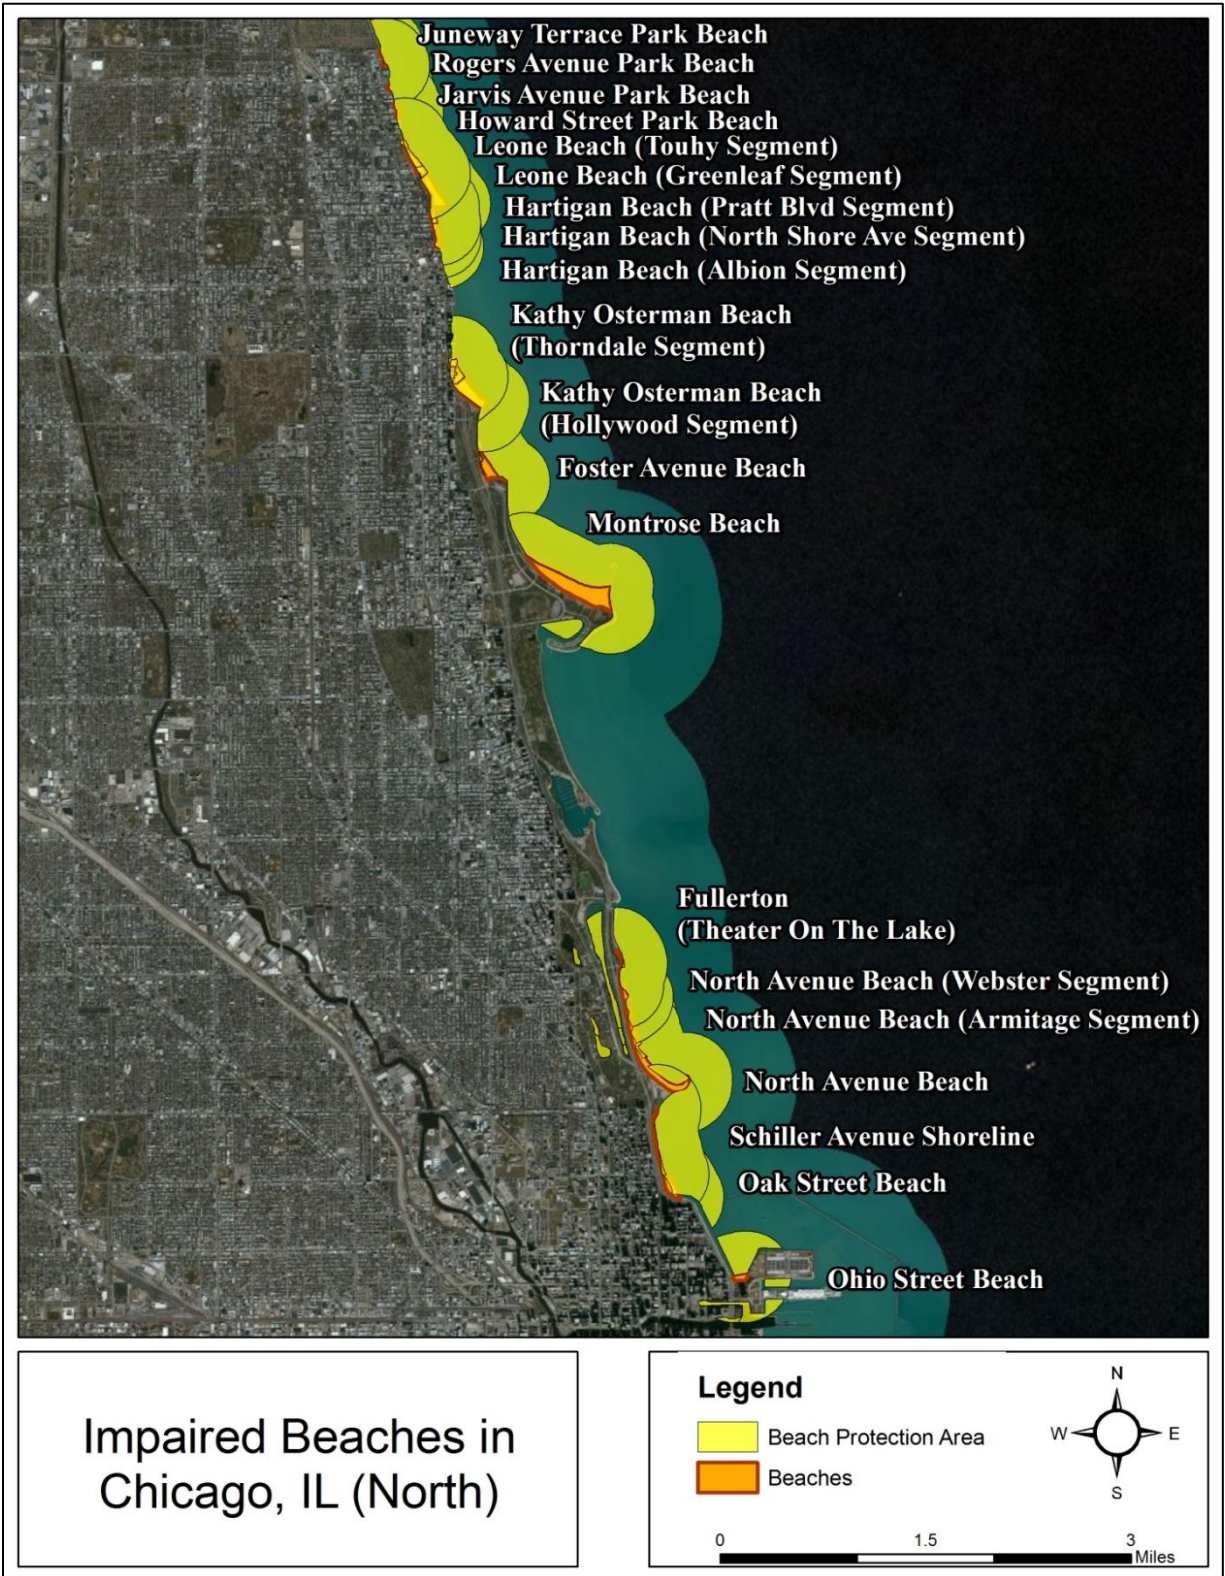 Juneway Terrace Park Beach
Rogers Avenue Park Beach
Jarvis Avenue Park Beach
Howard Street Park Beach
Leone Beach (Touhy Segment)
Leone Beach (Greenleaf Segment)
Hartigan Beach (Pratt Blvd Segment)
Hartigan Beach (North Shore Ave Segment)
Hartigan Beach (Albion Segment)
Kathy Osterman Beach
(Thorndale Segment)
Kathy Osterman Beach
(Hollywood Segment)
Foster Avenue Beach
Montrose Beach
Fullerton
(Theater On The Lake)
North Avenue Beach (Webster Segment)
North Avenue Beach (Armitage Segment)
North Avenue Beach
Schiller Avenue Shoreline
Oak Street Beach
Ohio Street Beach
Impaired Beaches in
Chicago, IL (North)
Legend
Beach Protection Area
Beaches
N
W E
S
0 1.5 3
Miles